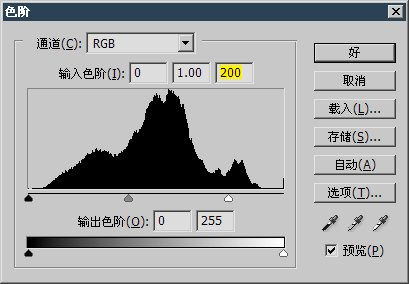 色阶
通道(C): RGB
好
输入色阶(I): 0 1.00 200
取消
载入(L)...
存储(S)...
自动(A)
选项(T)...
输出色阶(O): 0 255
预览(P)